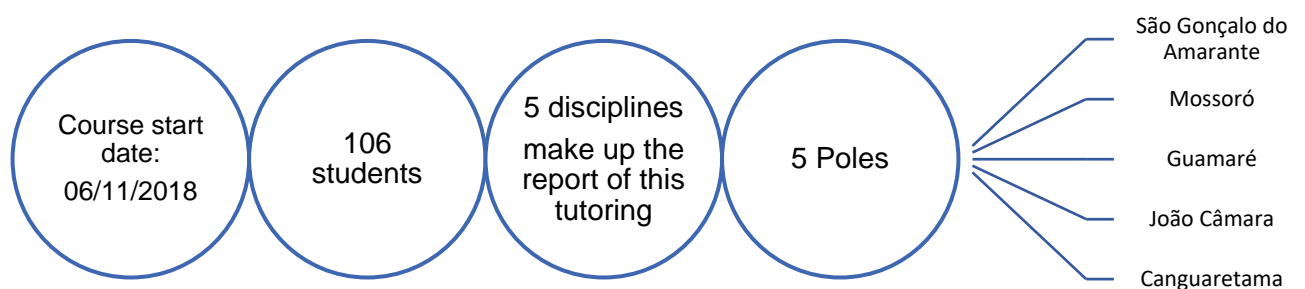 Course start
date:
06/11/2018
106
students
5 disciplines
make up the
report of this
tutoring
5 Poles
São Gonçalo do
Amarante
Mossoró
Guamaré
João Câmara
Canguaretama